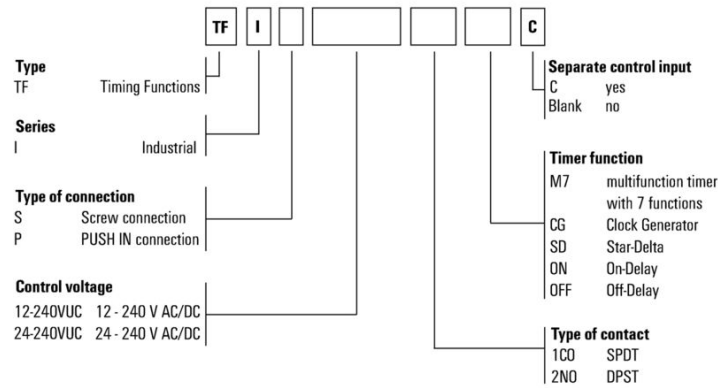 TF I C
Type
TF Timing Functions
Series
I Industrial
Type of connection
S Screw connection
P PUSH IN connection
Control voltage
12-240VUC 12 - 240 V AC/DC
24-240VUC 24 - 240 V AC/DC
Separate control input
C yes
Blank no
Timer function
M7 multifunction timer
with 7 functions
CG Clock Generator
SD Star-Delta
ON On-Delay
OFF Off-Delay
Type of contact
1CO SPDT
2NO DPST